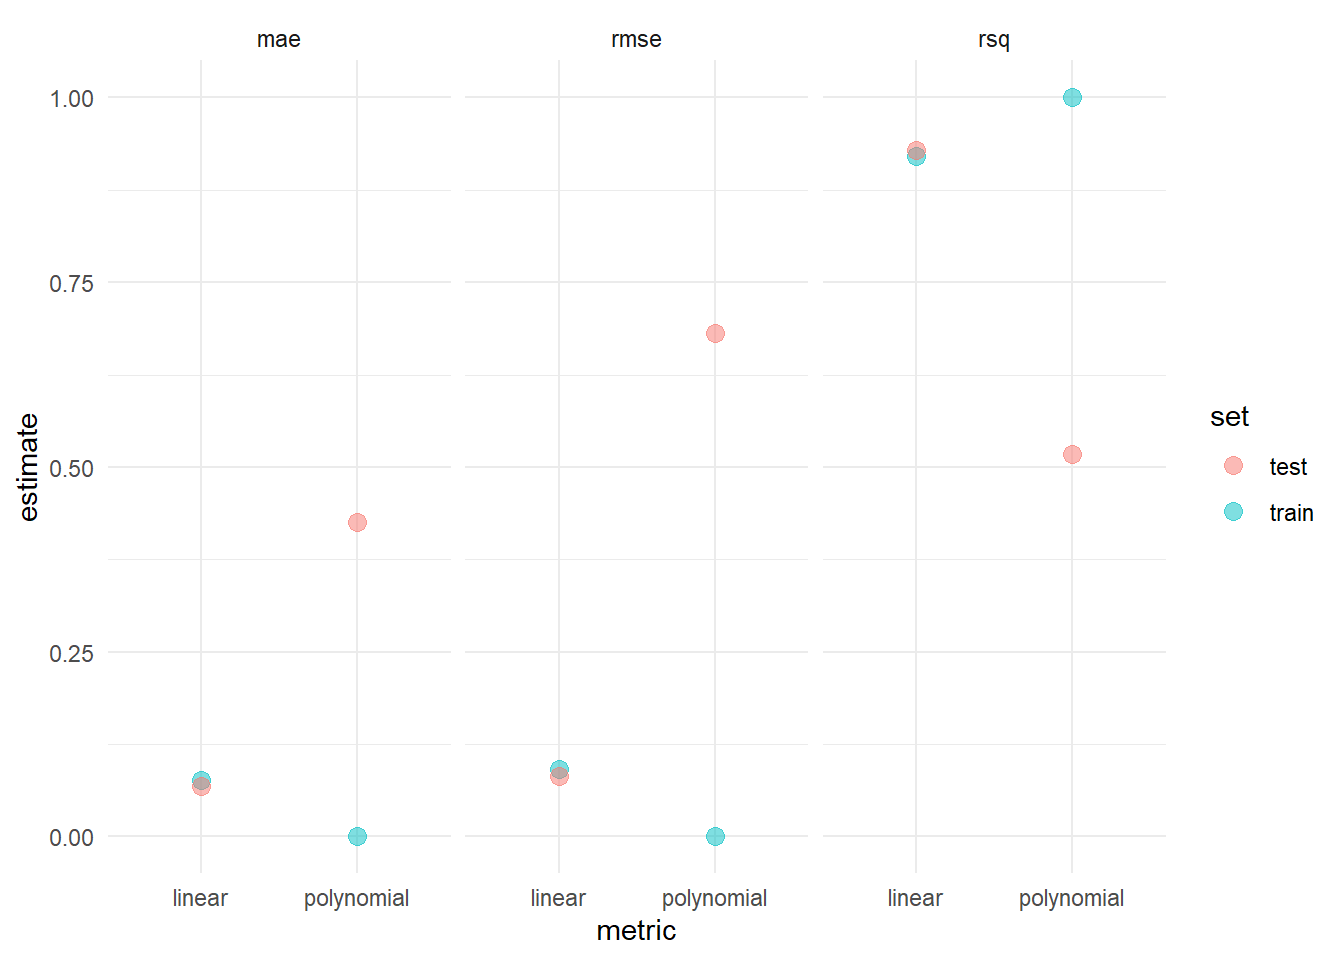 mae
rmse
rsq
1.00
0.75
0.50
0.25
0.00
estimate
linear
polynomial
linear
polynomial
linear
polynomial
metric
set
test
train